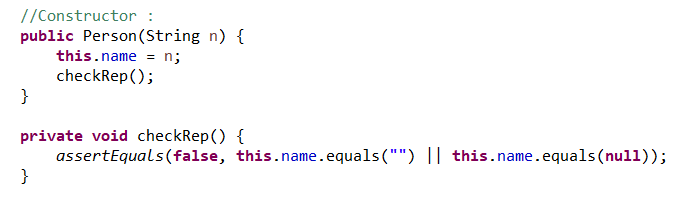 //Constructor :
public Person(String n) {
    this.name = n;
    checkRep();
}

private void checkRep() {
    assertEquals(false, this.name.equals("") || this.name.equals(null));
}